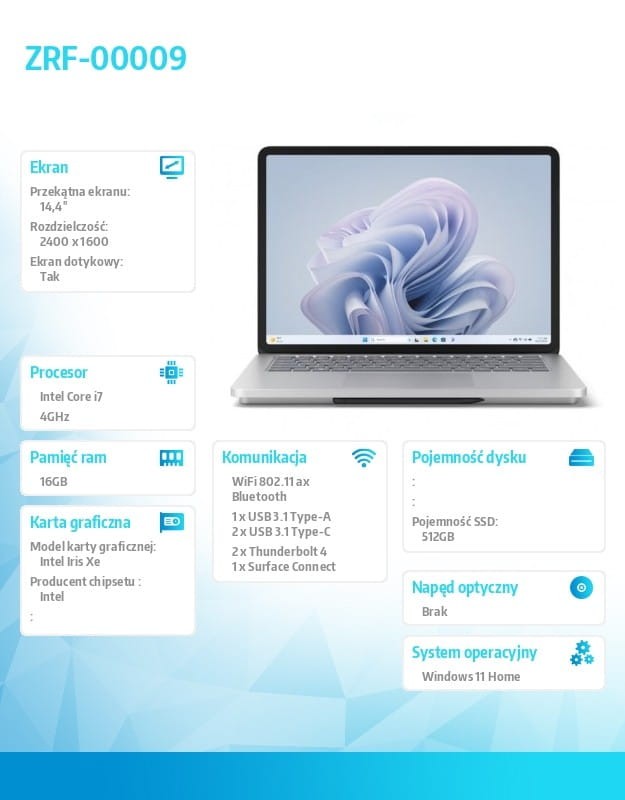 ZRF-00009
Ekran
Przekątna ekranu:
14,4"
Rozdzielczość:
2400 x 1600
Ekran dotykowy:
Tak
Procesor
Intel Core i7
4GHz
Pamięć ram
16GB
Karta graficzna
Model karty graficznej:
Intel Iris Xe
Producent chipsetu :
Intel
:
Komunikacja
WiFi 802.11 ax
Bluetooth
1 x USB 3.1 Type-A
2 x USB 3.1 Type-C
2 x Thunderbolt 4
1 x Surface Connect
Pojemność dysku
:
:
Pojemność SSD:
512GB
Napęd optyczny
Brak
System operacyjny
Windows 11 Home